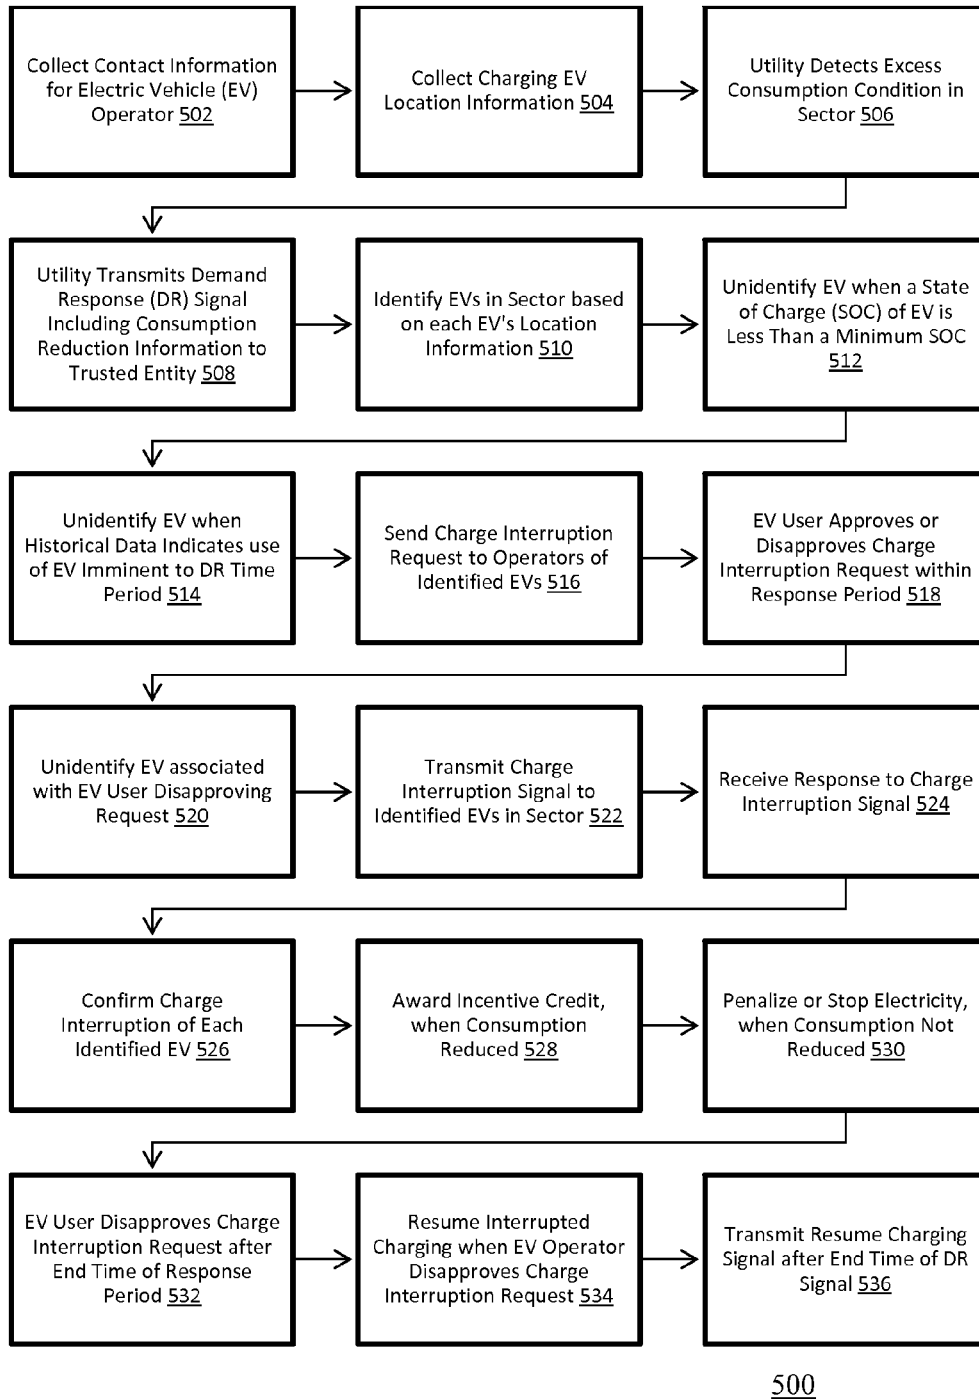 Collect Contact Information
for Electric Vehicle (EV)
Operator 502
Collect Charging EV
Location Information 504
Utility Detects Excess
Consumption Condition in
Sector 506
Utility Transmits Demand
Response (DR) Signal
Including Consumption
Reduction Information to
Trusted Entity 508
Identify EVs in Sector based
on each EV's Location
Information 510
Unidentify EV when a State
of Charge (SOC) of EV is
Less Than a Minimum SOC
512
Unidentify EV when
Historical Data Indicates use
of EV Imminent to DR Time
Period 514
Send Charge Interruption
Request to Operators of
Identified EVs 516
EV User Approves or
Disapproves Charge
Interruption Request within
Response Period 518
Unidentify EV associated
with EV User Disapproving
Request 520
Transmit Charge
Interruption Signal to
Identified EVs in Sector 522
Receive Response to Charge
Interruption Signal 524
Confirm Charge
Interruption of Each
Identified EV 526
Award Incentive Credit,
when Consumption
Reduced 528
Penalize or Stop Electricity,
when Consumption Not
Reduced 530
EV User Disapproves Charge
Interruption Request after
End Time of Response
Period 532
Resume Interrupted
Charging when EV Operator
Disapproves Charge
Interruption Request 534
Transmit Resume Charging
Signal after End Time of DR
Signal 536
500